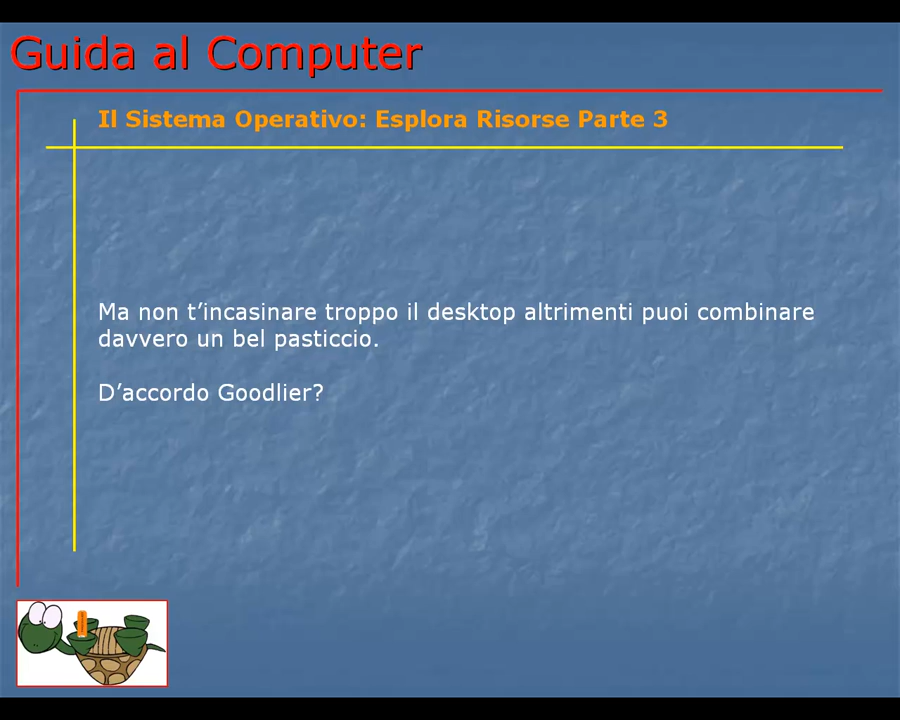 Guida al Computer
Il Sistema Operativo: Esplora Risorse Parte 3
Ma non t’incasinare troppo il desktop altrimenti puoi combinare
davvero un bel pasticcio.
D’accordo Goodlier?